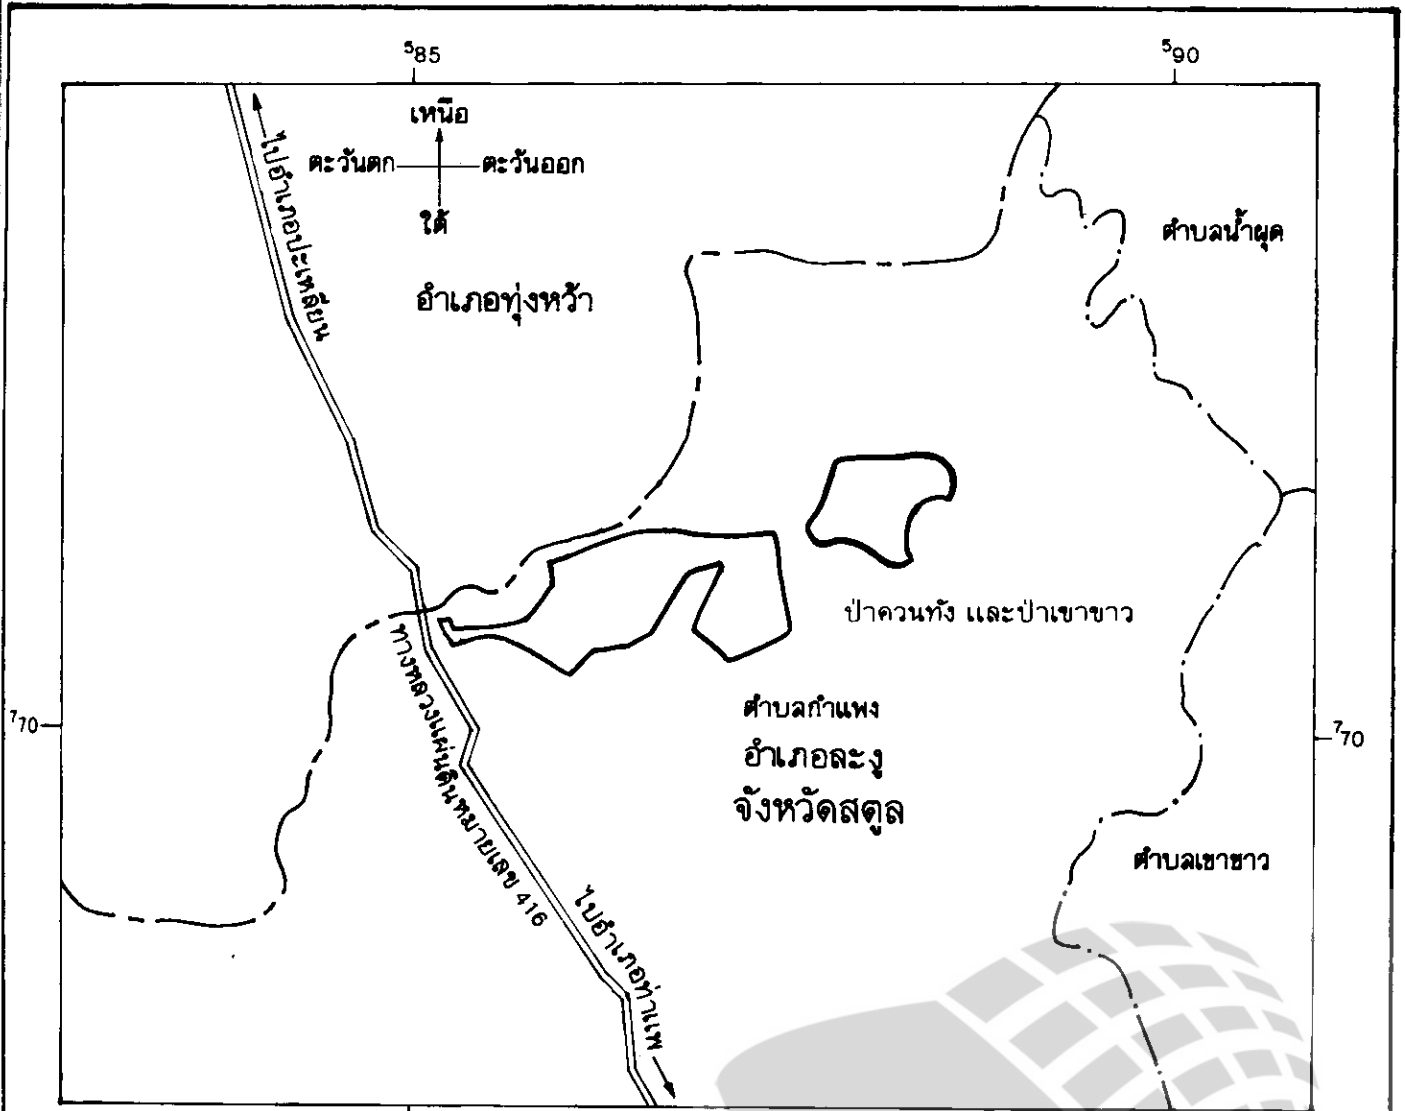 ⁵85
⁵90
เหนือ
ตะวันตก
ตะวันออก
ใต้
ไปอำเภอปะเหลียน
ตำบลน้ำผุด
อำเภอทุ่งหว้า
ป่าควนทัง และป่าเขาขาว
ทางหลวงแผ่นดินหมายเลข 416
ตำบลกำแพง
⁷70
⁷70
อำเภอละงู
จังหวัดสตูล
ตำบลเขาขาว
ไปอำเภอท่าแพ